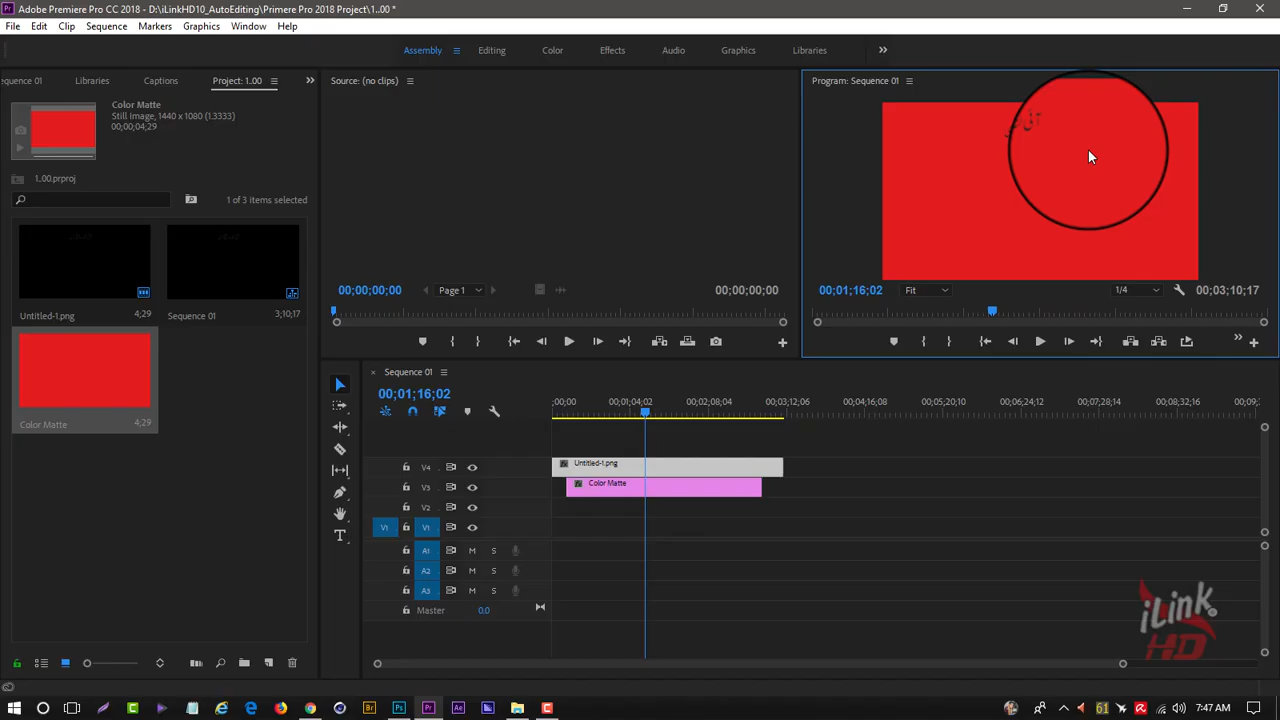 Adobe Premiere Pro CC 2018 - D:\iLinkHD10_AutoEditing\Primere Pro 2018 Project\1..00 *
File Edit Clip Sequence Markers Graphics Window Help
Assembly Editing Color Effects Audio Graphics Libraries
equence 01 Libraries Captions Project: 1.00
Source: (no clips)
Program: Sequence 01
Color Matte
Still Image, 1440 x 1080 (1.3333)
00;00;04;29
آئی
1.00.prproj
1 of 3 items selected
Untitled-1.png 4;29
Sequence 01 3;10;17
Color Matte 4;29
00;00;00;00 Page 1 00;00;00;00
00;01;16;02 Fit 1/4 00;03;10;17
Sequence 01
00;01;16;02
;00;00 00;01;04;02 00;02;08;04 00;03;12;06 00;04;16;08 00;05;20;10 00;06;24;12 00;07;28;14 00;08;32;16 00;09;
V4 Untitled-1.png
V3 Color Matte
V2
V1 V1
A1 M S
A2 M S
A3 M S
Master 0.0
iLink
HD
Br Ps Pr Ae 61 7:47 AM